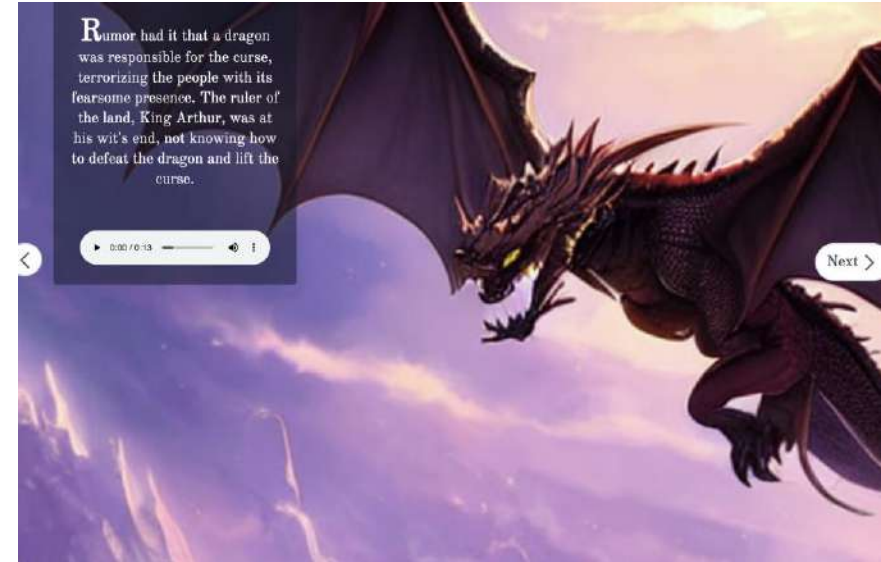 Rumor had it that a dragon
was responsible for the curse,
terrorizing the people with its
fearsome presence. The ruler of
the land, King Arthur, was at
his wit's end, not knowing how
to defeat the dragon and lift the
curse.
0:00 / 0:13
Next